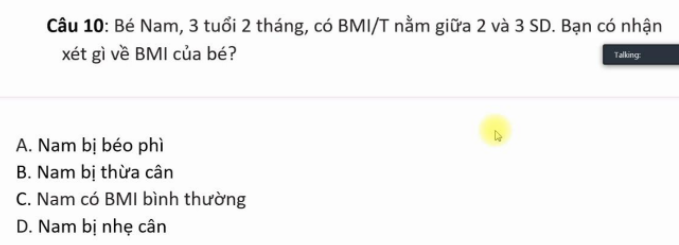 Câu 10: Bé Nam, 3 tuổi 2 tháng, có BMI/T nằm giữa 2 và 3 SD. Bạn có nhận
xét gì về BMI của bé?
Talking:
A. Nam bị béo phì
B. Nam bị thừa cân
C. Nam có BMI bình thường
D. Nam bị nhẹ cân